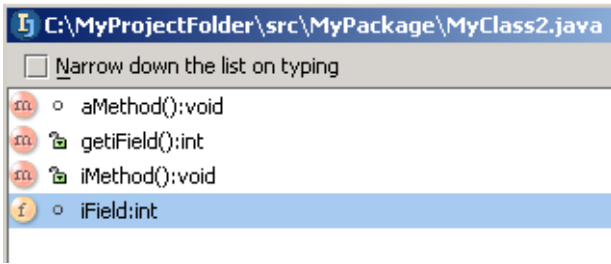 C:\MyProjectFolder\src\MyPackage\MyClass2.java
Narrow down the list on typing
m aMethod():void
m getiField():int
m iMethod():void
f iField:int